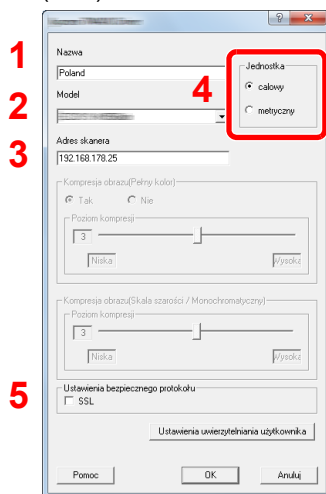 1
Nazwa
Poland
Jednostka
4
calowy
metryczny
2
Model
3
Adres skanera
192.168.178.25
Kompresja obrazu(Pełny kolor)
Tak Nie
Poziom kompresji
3
Niska Wysoka
Kompresja obrazu(Skala szarości / Monochromatyczny)
Poziom kompresji
3
Niska Wysoka
5
Ustawienia bezpiecznego protokołu
SSL
Ustawienia uwierzytelniania użytkownika
Pomoc OK Anuluj